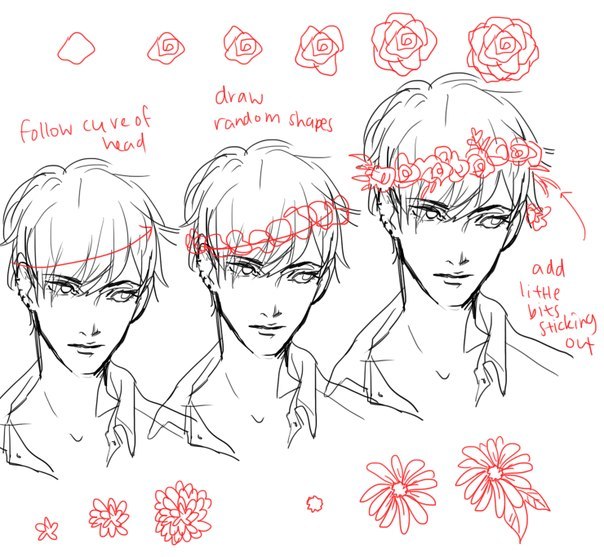 follow curve of
head
draw
random shapes
add
little
bits
sticking
out